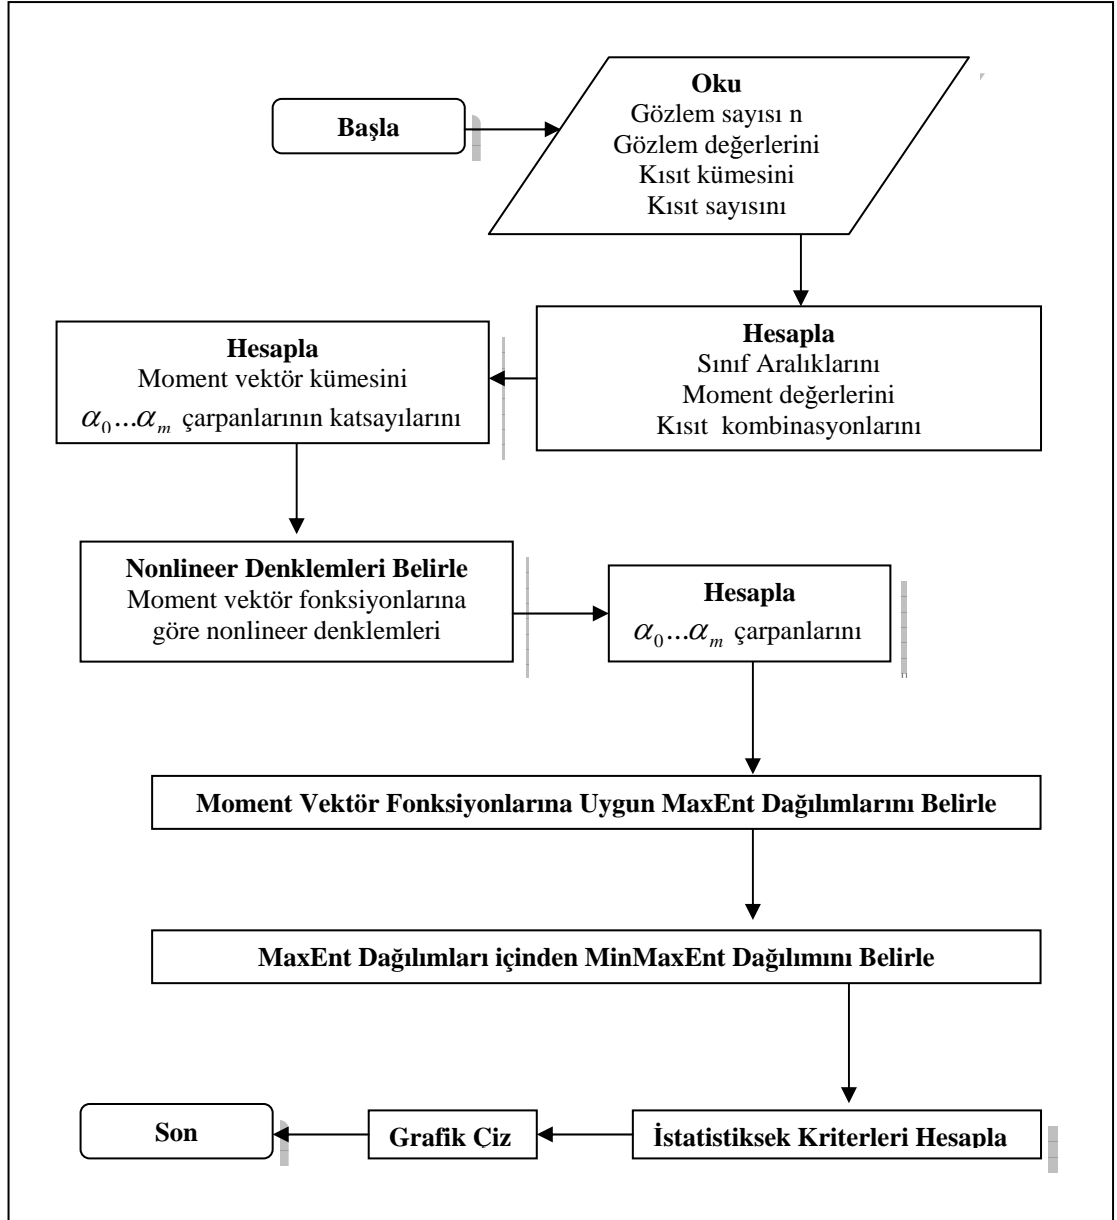 Başla
Oku
Gözlem sayısı n
Gözlem değerlerini
Kısıt kümesini
Kısıt sayısını
Hesapla
Sınıf Aralıklarını
Moment değerlerini
Kısıt kombinasyonlarını
Hesapla
Moment vektör kümesini
α₀...αₘ çarpanlarının katsayılarını
Nonlineer Denklemleri Belirle
Moment vektör fonksiyonlarına
göre nonlineer denklemleri
Hesapla
α₀...αₘ çarpanlarını
Moment Vektör Fonksiyonlarına Uygun MaxEnt Dağılımlarını Belirle
MaxEnt Dağılımları içinden MinMaxEnt Dağılımını Belirle
İstatistiksek Kriterleri Hesapla
Grafik Çiz
Son